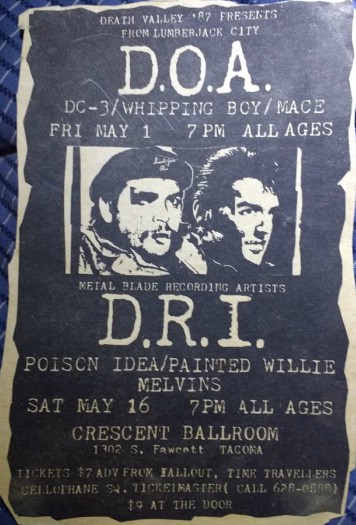 DEATH VALLEY '87 PRESENTS
FROM LUMBERJACK CITY
D.O.A.
DC-3/WHIPPING BOY/MACE
FRI MAY 1 7PM ALL AGES
METAL BLADE RECORDING ARTISTS
D.R.I.
POISON IDEA/PAINTED WILLIE
MELVINS
SAT MAY 16 7PM ALL AGES
CRESCENT BALLROOM
1302 S. Fawcett TACOMA
TICKETS $7 ADV FROM FALLOUT, TIME TRAVELLERS
CELLOPHANE SQ. TICKETMASTER( CALL 628-0888)
$9 AT THE DOOR